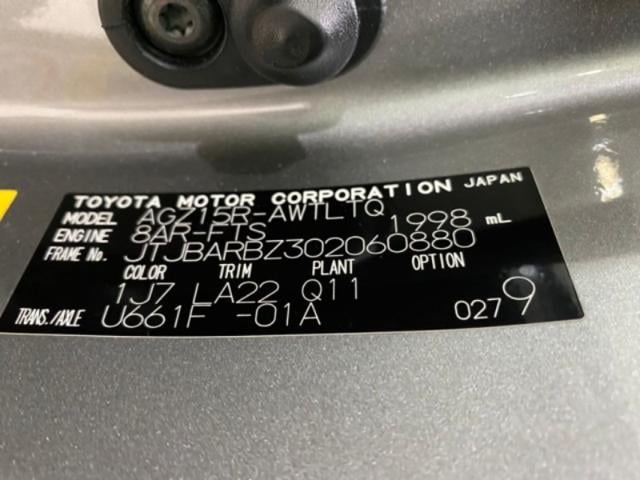 TOYOTA MOTOR CORPORATION JAPAN
MODEL AGZ15R-AWTLTQ
ENGINE 8AR-FTS 1998 mL
FRAME No. JTJBARBZ302060880
COLOR TRIM PLANT OPTION
1J7 LA22 Q11
TRANS./AXLE U661F -01A 0279